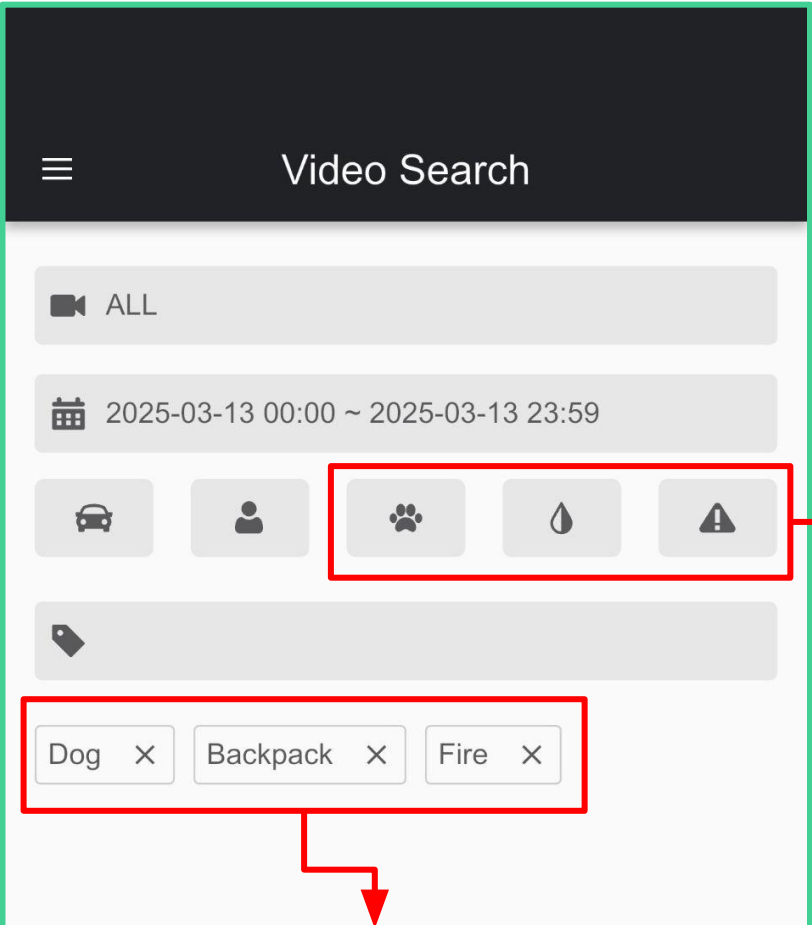 Video Search
ALL
2025-03-13 00:00 ~ 2025-03-13 23:59
Dog × Backpack × Fire ×